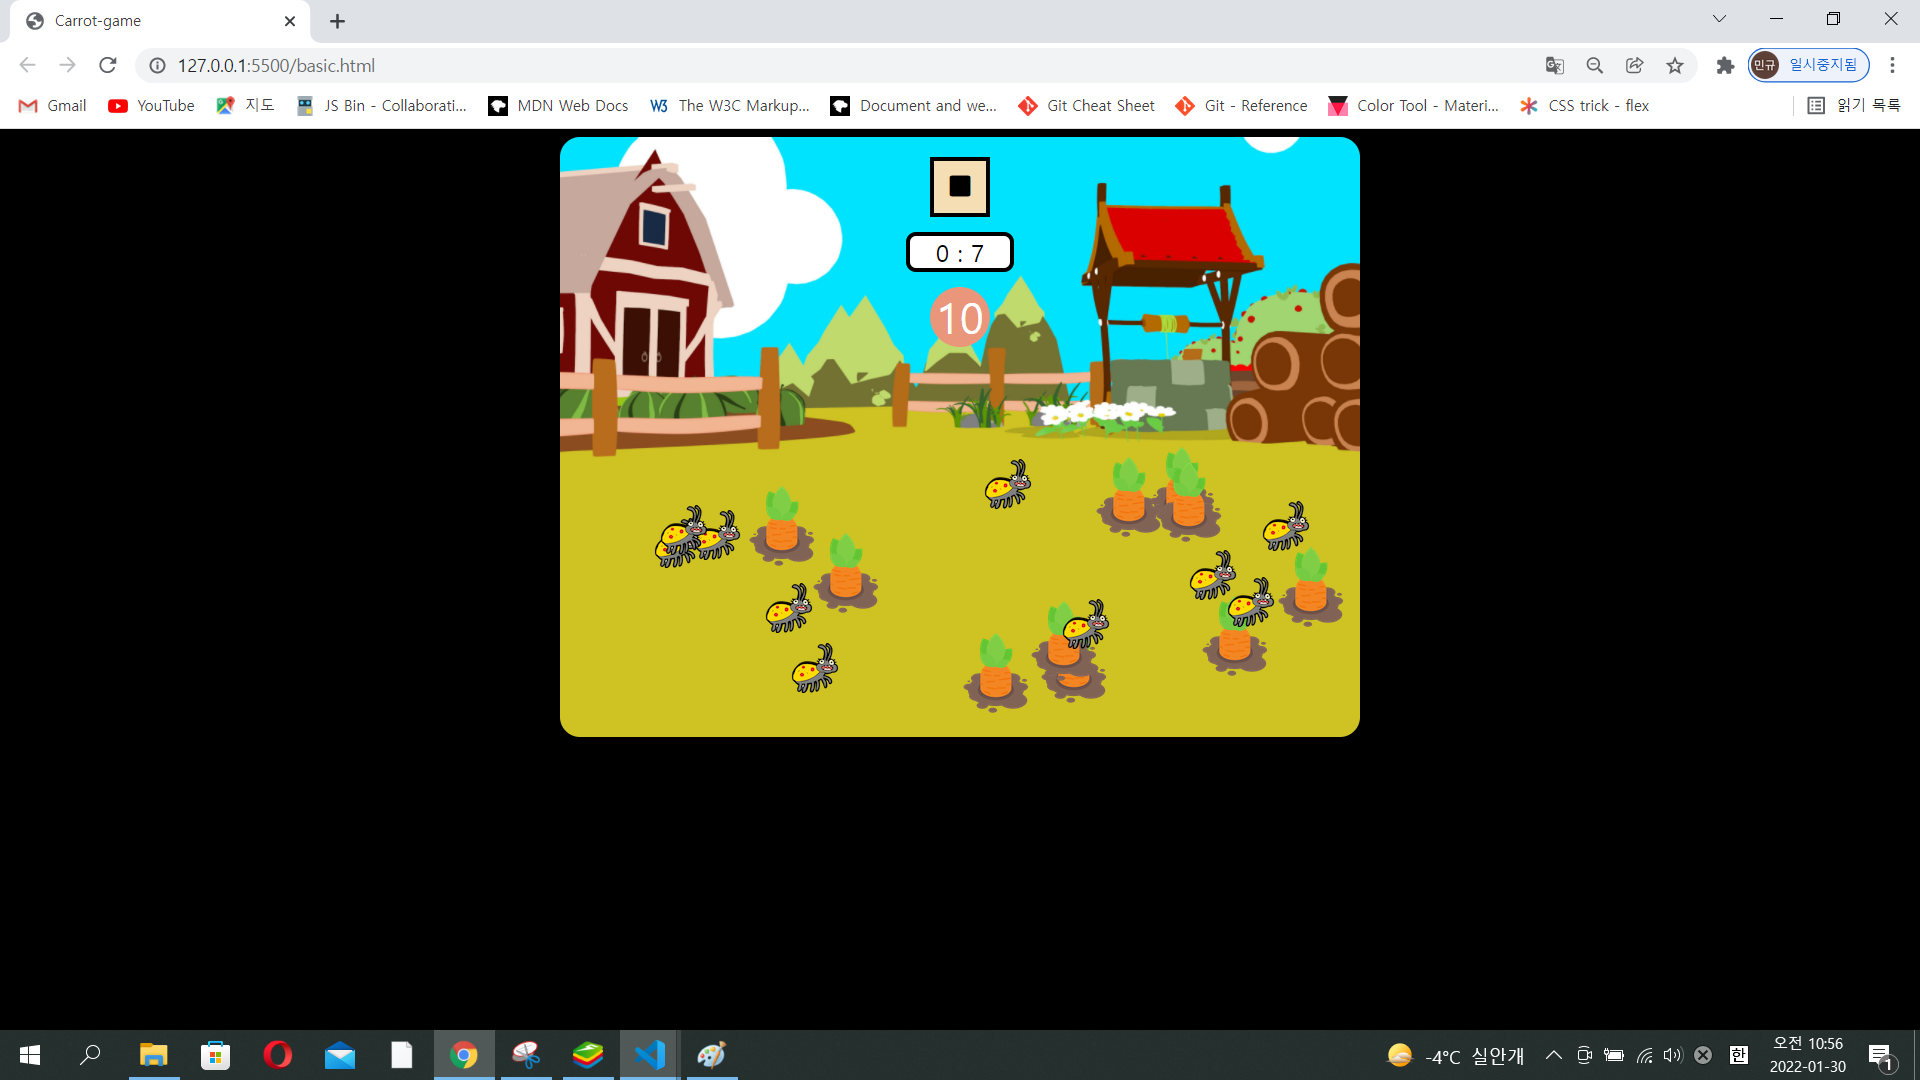 Carrot-game
127.0.0.1:5500/basic.html
민규 일시중지됨
Gmail YouTube 지도 JS Bin - Collaborati... MDN Web Docs W3 The W3C Markup... Document and we... Git Cheat Sheet Git - Reference Color Tool - Materi... CSS trick - flex 읽기 목록
0 : 7
10
-4°C 실안개 한 오전 10:56
2022-01-30 1